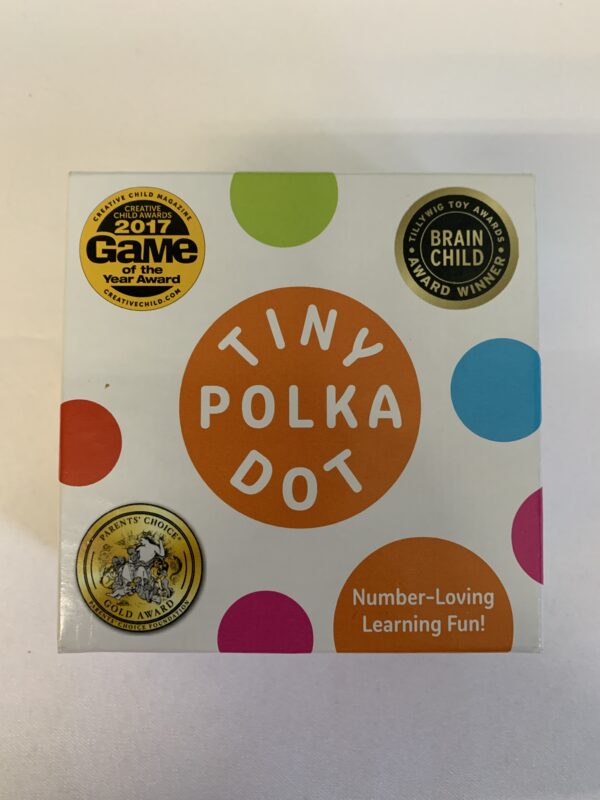 CREATIVE CHILD MAGAZINE
CREATIVE
CHILD AWARDS
2017
GaMe
of the
Year Award
CREATIVECHILD.COM
TILLYWIG TOY AWARDS
BRAIN
CHILD
AWARD WINNER
TINY
POLKA
DOT
PARENTS' CHOICE®
GOLD AWARD
PARENTS' CHOICE FOUNDATION
Number-Loving
Learning Fun!